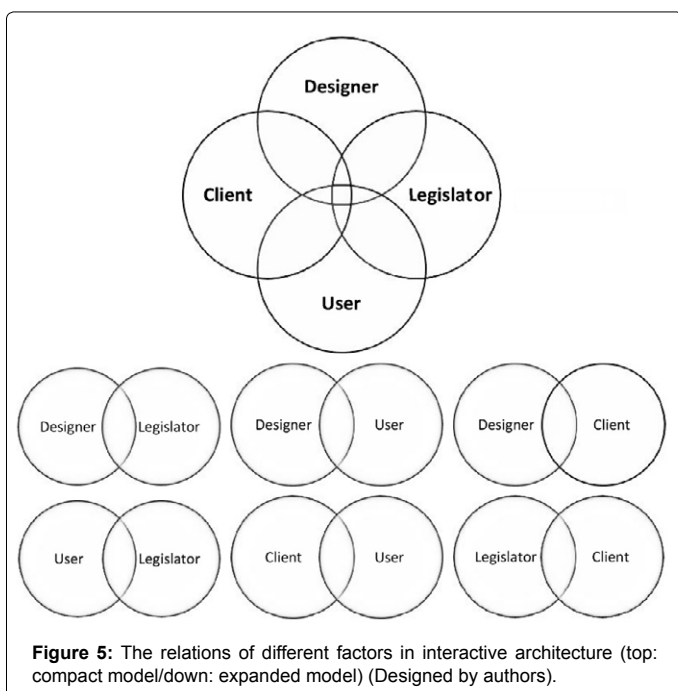 Designer
Client
Legislator
User
Designer Legislator
Designer User
Designer Client
User Legislator
Client User
Legislator Client
Figure 5: The relations of different factors in interactive architecture (top:
compact model/down: expanded model) (Designed by authors).